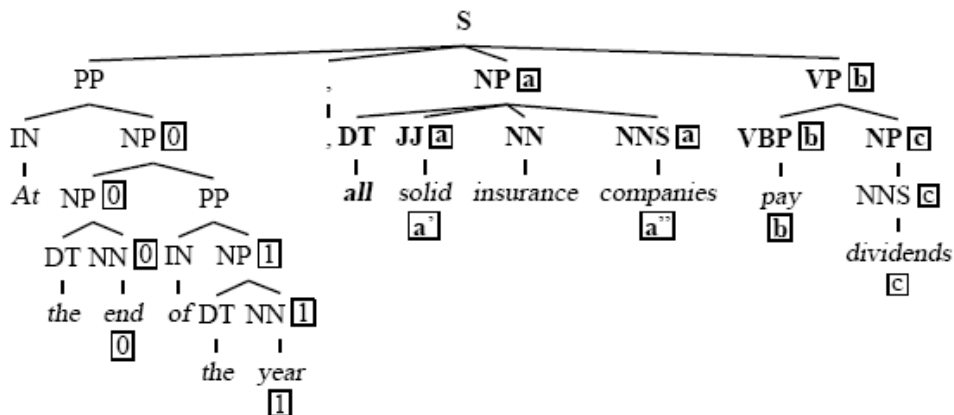 S
PP , NP a VP b
IN NP 0 , DT JJ a NN NNS a VBP b NP c
At NP 0 PP all solid insurance companies pay NNS c
a' a" b
DT NN 0 IN NP 1 dividends
c
the end of DT NN 1
0
the year
1